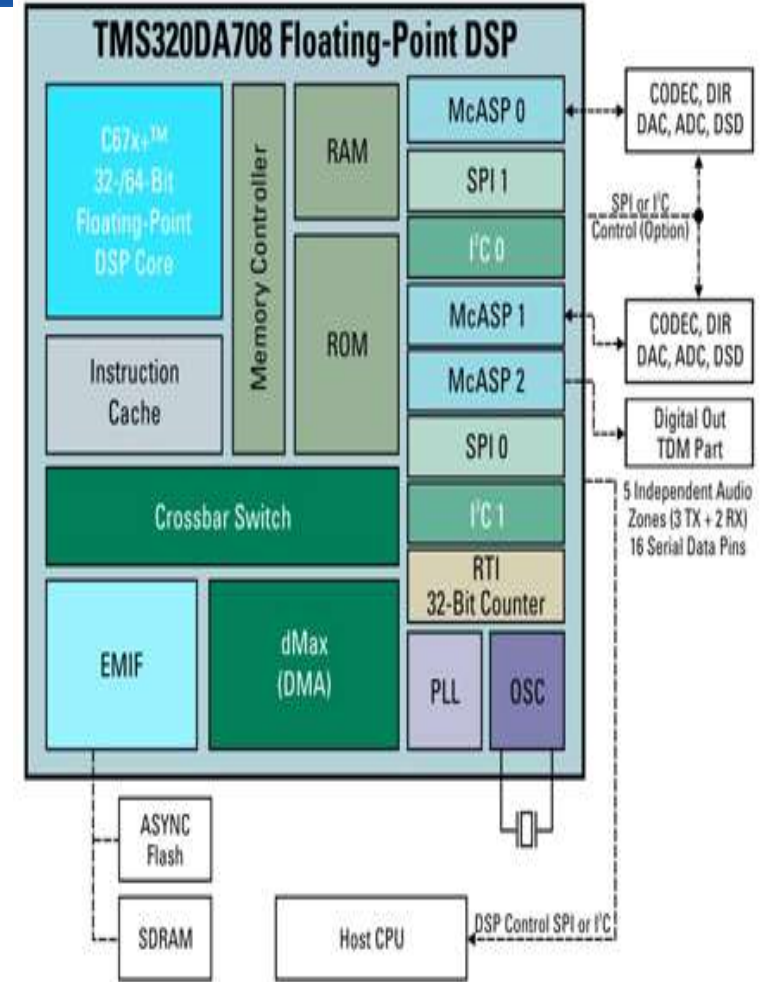 TMS320DA708 Floating-Point DSP
C67x+™
32-/64-Bit
Floating-Point
DSP Core
Instruction
Cache
Memory Controller
RAM
ROM
McASP 0
SPI 1
I²C 0
McASP 1
McASP 2
SPI 0
I²C 1
RTI
32-Bit Counter
PLL
OSC
Crossbar Switch
EMIF
dMax
(DMA)
CODEC, DIR
DAC, ADC, DSD
SPI or I²C
Control (Option)
CODEC, DIR
DAC, ADC, DSD
Digital Out
TDM Part
5 Independent Audio
Zones (3 TX + 2 RX)
16 Serial Data Pins
ASYNC
Flash
SDRAM
Host CPU
DSP Control SPI or I²C